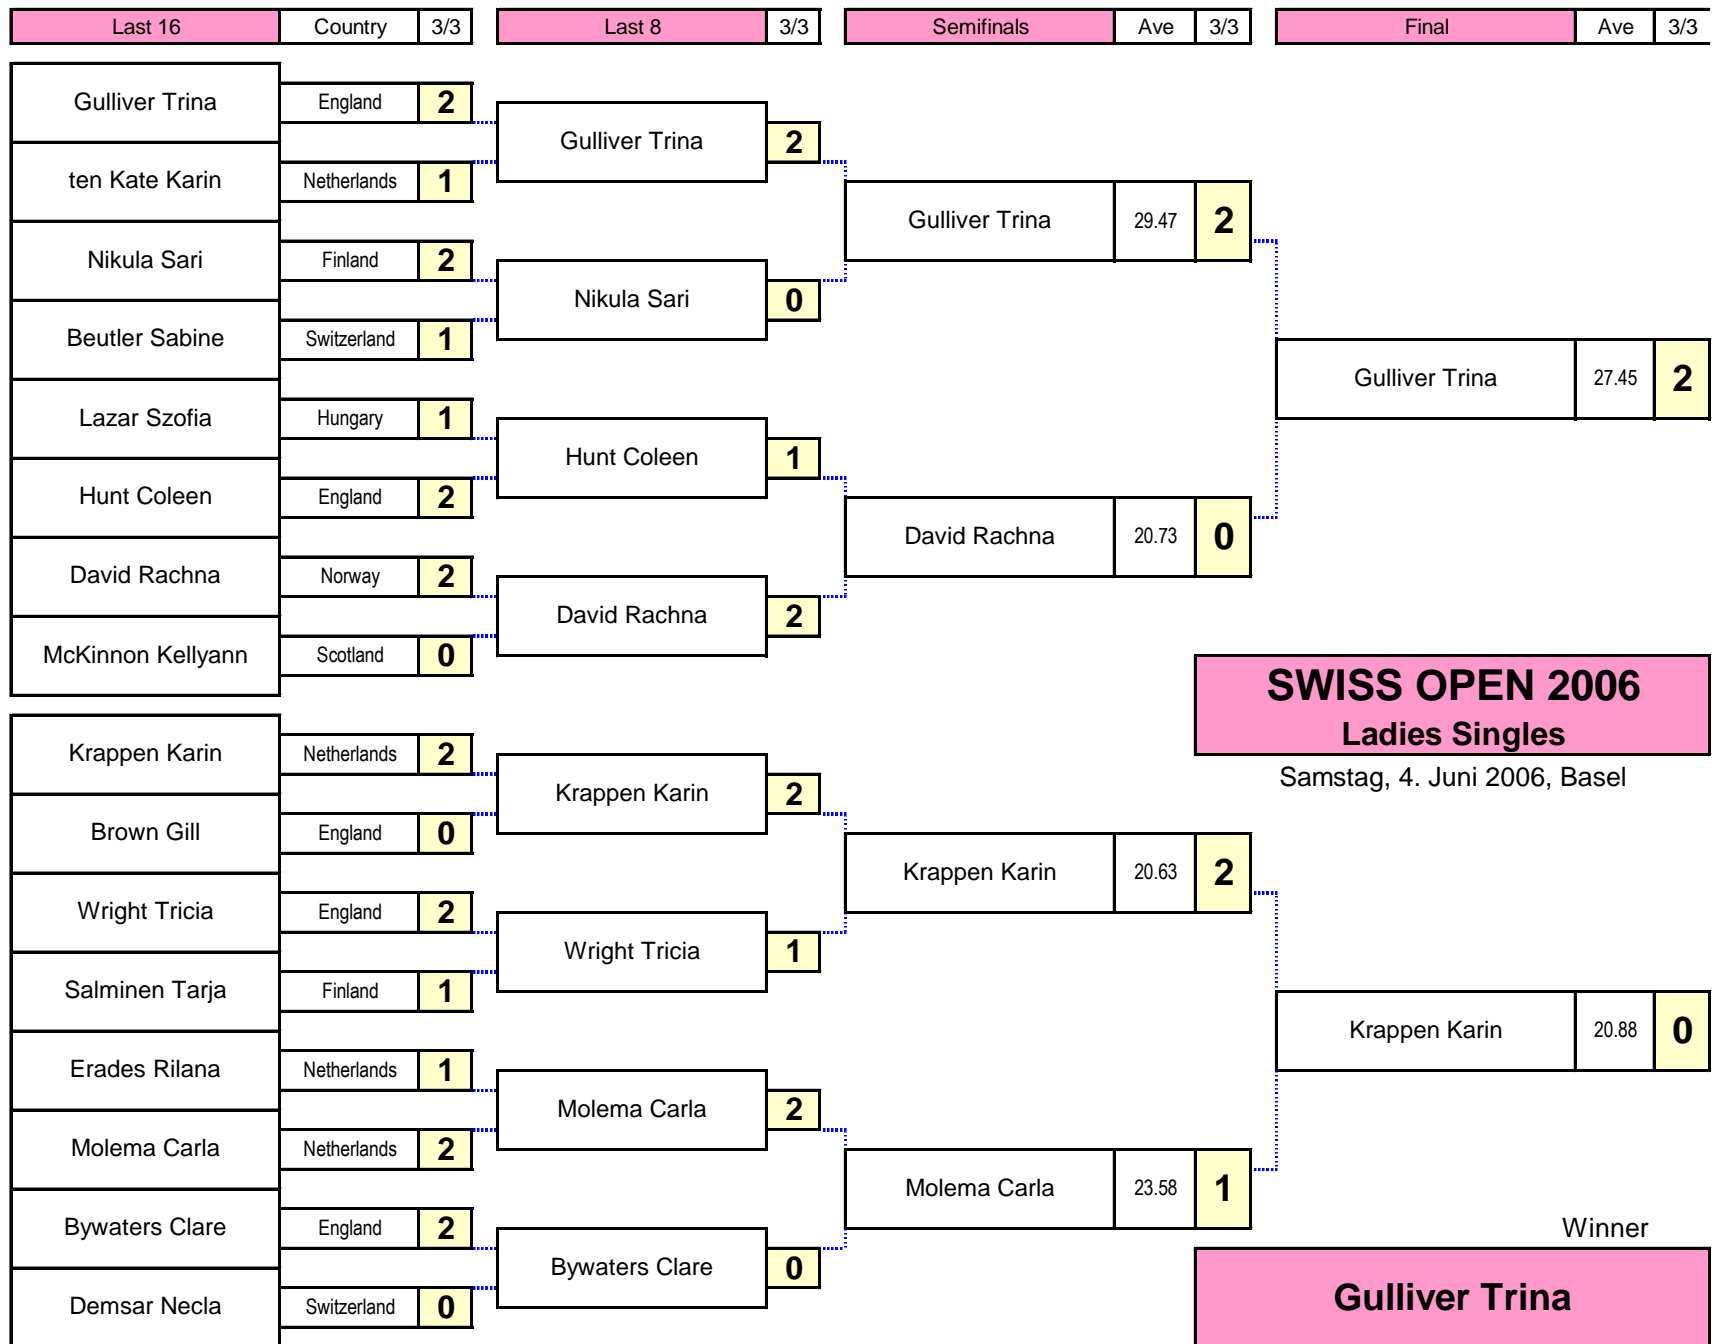 Last 16 Country 3/3 Last 8 3/3 Semifinals Ave 3/3 Final Ave 3/3
Gulliver Trina England 2
ten Kate Karin Netherlands 1
Nikula Sari Finland 2
Beutler Sabine Switzerland 1
Lazar Szofia Hungary 1
Hunt Coleen England 2
David Rachna Norway 2
McKinnon Kellyann Scotland 0
Krappen Karin Netherlands 2
Brown Gill England 0
Wright Tricia England 2
Salminen Tarja Finland 1
Erades Rilana Netherlands 1
Molema Carla Netherlands 2
Bywaters Clare England 2
Demsar Necla Switzerland 0
Gulliver Trina 2
Nikula Sari 0
Hunt Coleen 1
David Rachna 2
Krappen Karin 2
Wright Tricia 1
Molema Carla 2
Bywaters Clare 0
Gulliver Trina 29.47 2
David Rachna 20.73 0
Krappen Karin 20.63 2
Molema Carla 23.58 1
Gulliver Trina 27.45 2
Krappen Karin 20.88 0
SWISS OPEN 2006
Ladies Singles
Samstag, 4. Juni 2006, Basel
Winner
Gulliver Trina